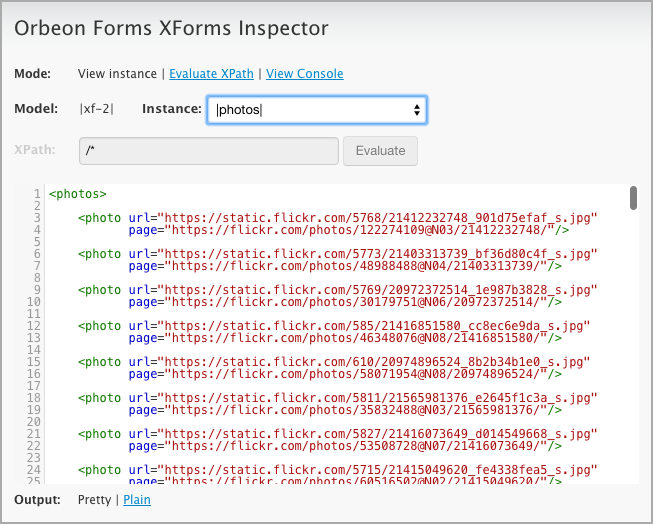 Orbeon Forms XForms Inspector
Mode: View instance | Evaluate XPath | View Console
Model: |xf-2| Instance: |photos|
XPath: /* Evaluate
1 <photos>
2
3 <photo url="https://static.flickr.com/5768/21412232748_901d75efaf_s.jpg"
4 page="https://flickr.com/photos/122274109@N03/21412232748/"/>
5
6 <photo url="https://static.flickr.com/5773/21403313739_bf36d80c4f_s.jpg"
7 page="https://flickr.com/photos/48988488@N04/21403313739/"/>
8
9 <photo url="https://static.flickr.com/5769/20972372514_1e987b3828_s.jpg"
10 page="https://flickr.com/photos/30179751@N06/20972372514/"/>
11
12 <photo url="https://static.flickr.com/585/21416851580_cc8ec6e9da_s.jpg"
13 page="https://flickr.com/photos/46348076@N08/21416851580/"/>
14
15 <photo url="https://static.flickr.com/610/20974896524_8b2b34b1e0_s.jpg"
16 page="https://flickr.com/photos/58071954@N08/20974896524/"/>
17
18 <photo url="https://static.flickr.com/5811/21565981376_e2645f1c3a_s.jpg"
19 page="https://flickr.com/photos/35832488@N03/21565981376/"/>
20
21 <photo url="https://static.flickr.com/5827/21416073649_d014549668_s.jpg"
22 page="https://flickr.com/photos/53508728@N07/21416073649/"/>
23
24 <photo url="https://static.flickr.com/5715/21415049620_fe4338fea5_s.jpg"
25 page="https://flickr.com/photos/60516502@N02/21415049620/"/>
Output: Pretty | Plain